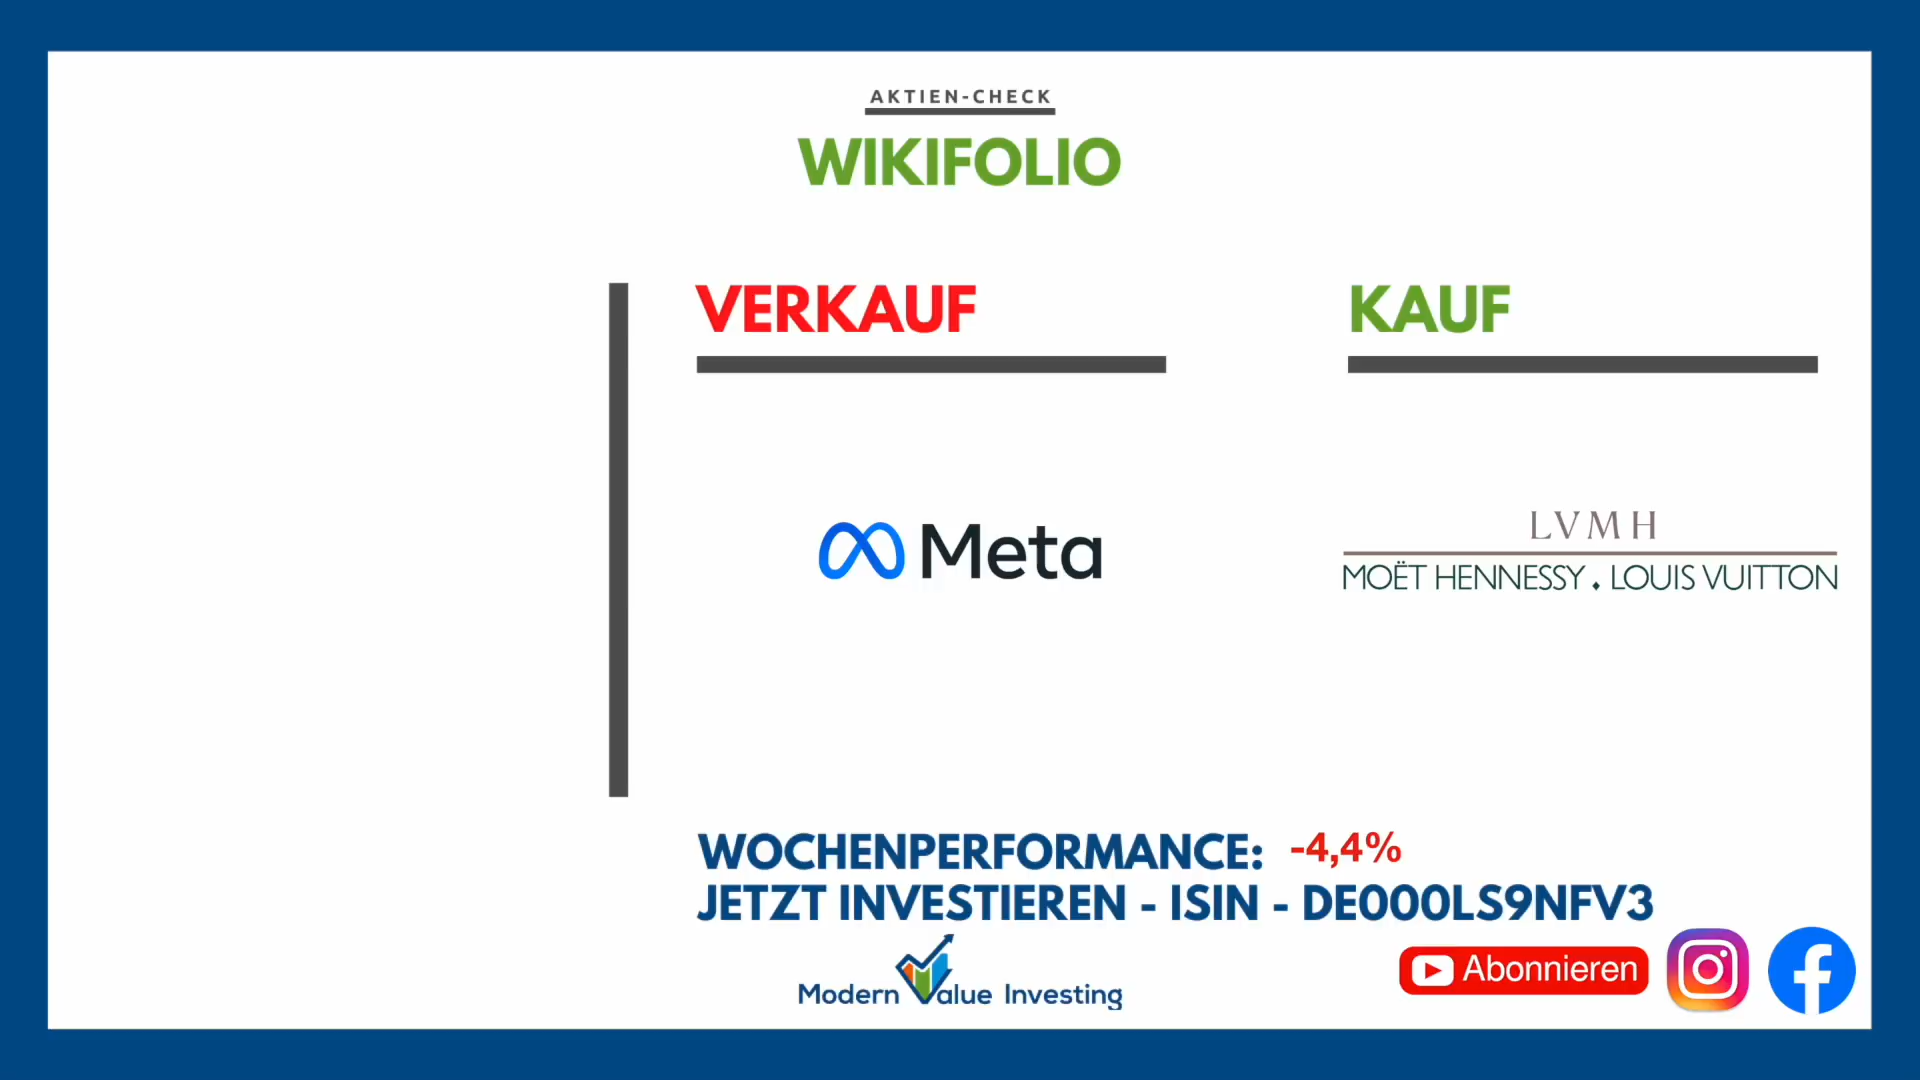 AKTIEN-CHECK
WIKIFOLIO
VERKAUF
KAUF
Meta
LVMH
MOËT HENNESSY . LOUIS VUITTON
WOCHENPERFORMANCE: -4,4%
JETZT INVESTIEREN - ISIN - DE000LS9NFV3
Modern Value Investing
Abonnieren